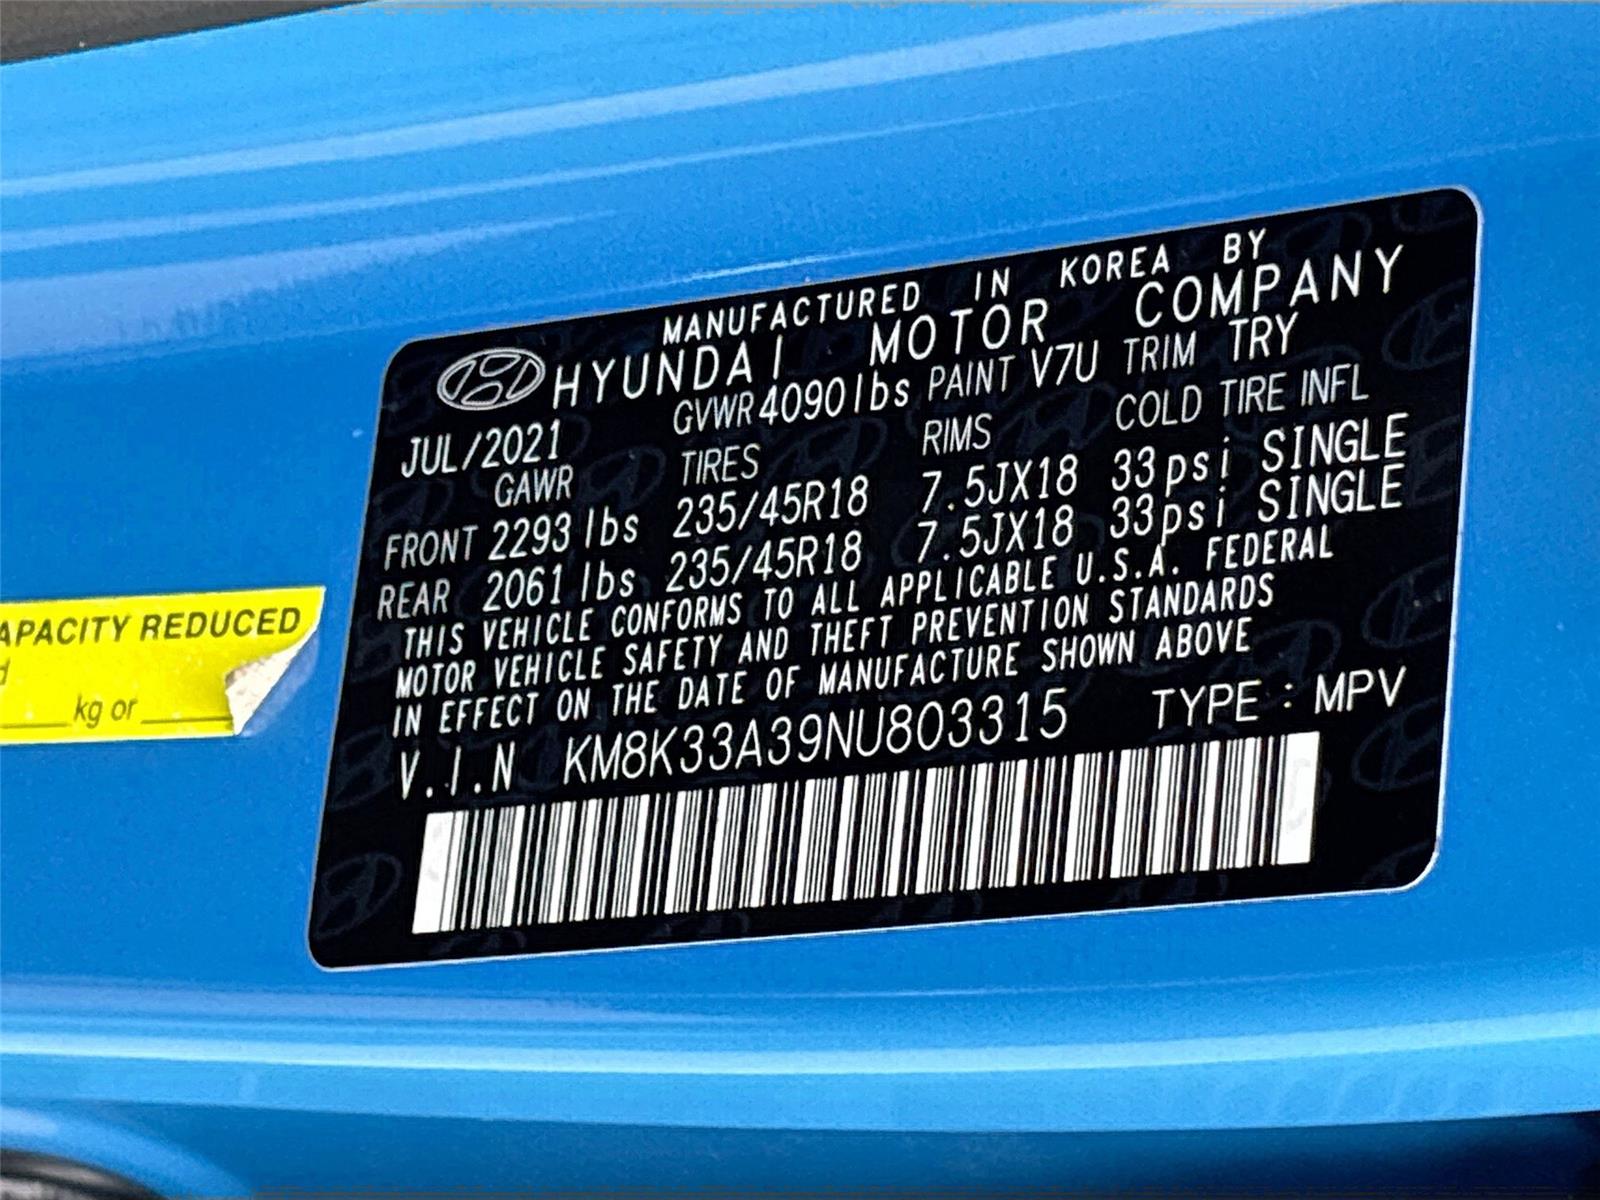 MANUFACTURED IN KOREA BY
HYUNDAI MOTOR COMPANY
JUL/2021 GVWR 4090lbs PAINT V7U TRIM TRY
GAWR TIRES RIMS COLD TIRE INFL
FRONT 2293 lbs 235/45R18 7.5JX18 33psi SINGLE
REAR 2061 lbs 235/45R18 7.5JX18 33psi SINGLE
THIS VEHICLE CONFORMS TO ALL APPLICABLE U.S.A. FEDERAL
MOTOR VEHICLE SAFETY AND THEFT PREVENTION STANDARDS
IN EFFECT ON THE DATE OF MANUFACTURE SHOWN ABOVE
V.I.N KM8K33A39NU803315 TYPE : MPV
APACITY REDUCED
kg or